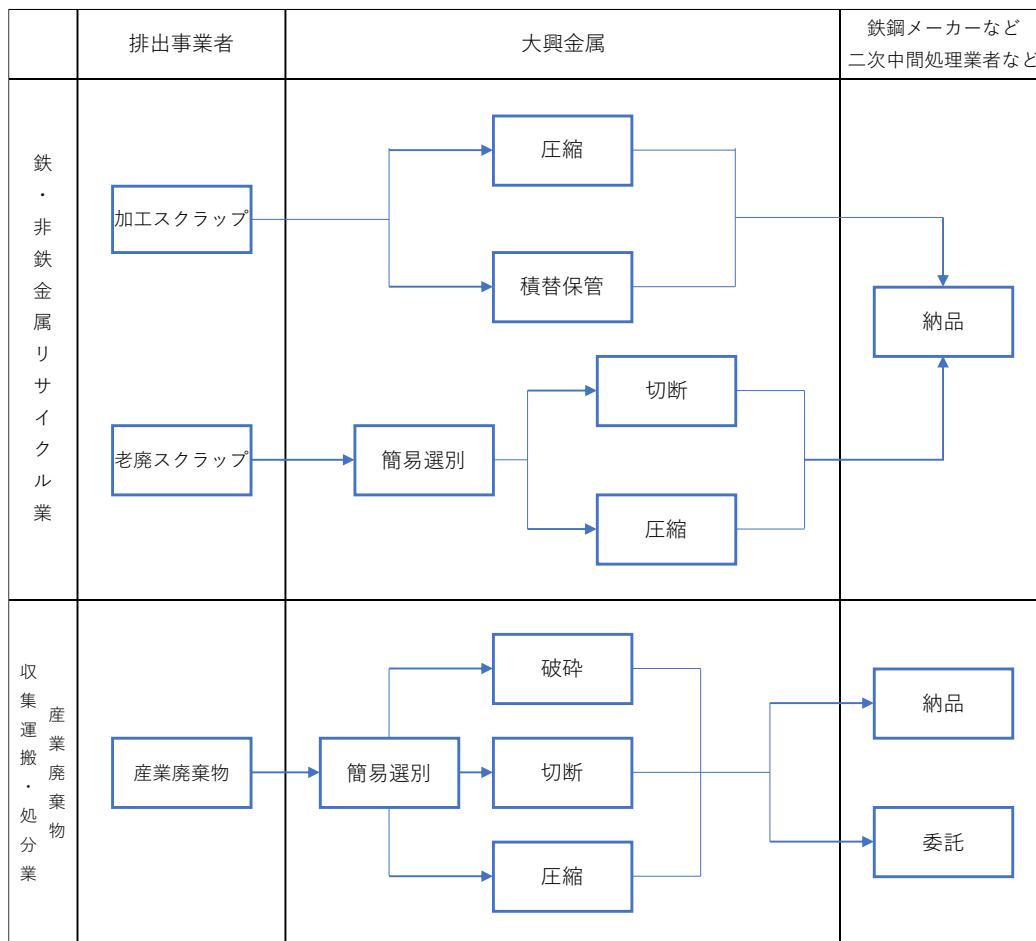 排出事業者
大興金属
鉄鋼メーカーなど
二次中間処理業者など
鉄・非鉄金属リサイクル業
加工スクラップ
圧縮
積替保管
納品
老廃スクラップ
簡易選別
切断
圧縮
産業廃棄物
収集運搬・処分業
産業廃棄物
簡易選別
破砕
切断
圧縮
納品
委託